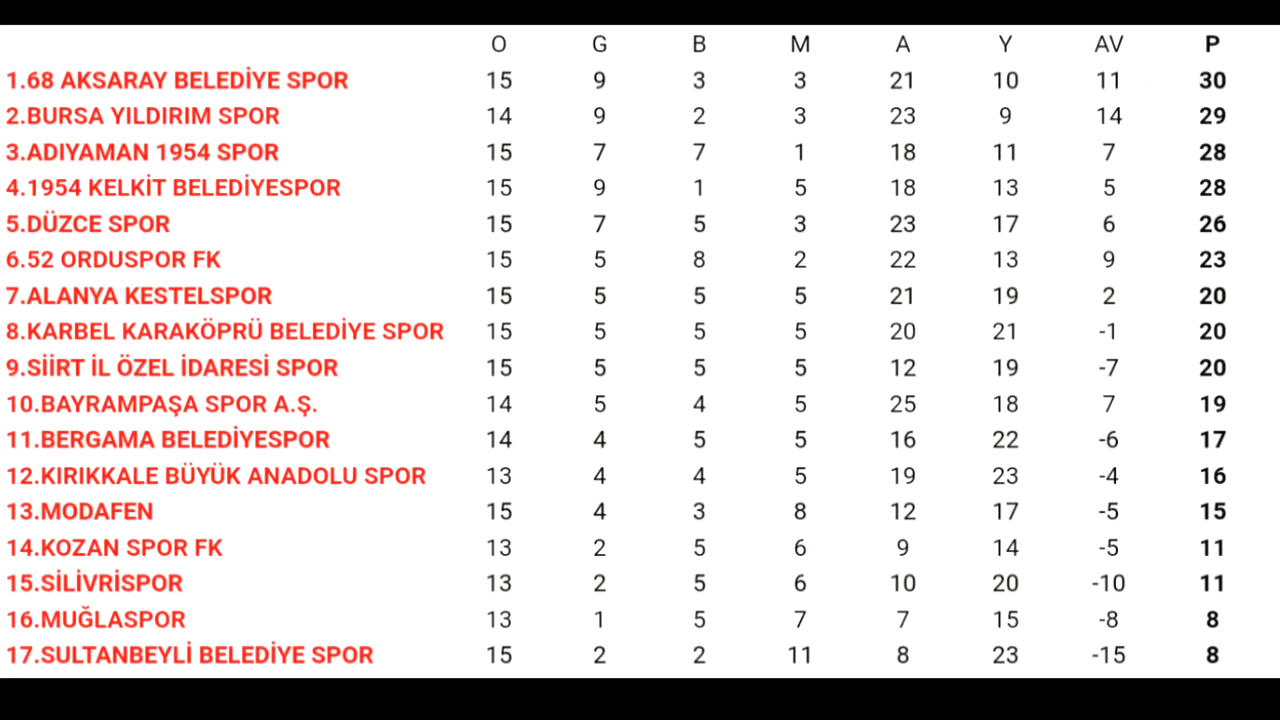 O G B M A Y AV P
1.68 AKSARAY BELEDİYE SPOR 15 9 3 3 21 10 11 30
2.BURSA YILDIRIM SPOR 14 9 2 3 23 9 14 29
3.ADIYAMAN 1954 SPOR 15 7 7 1 18 11 7 28
4.1954 KELKİT BELEDİYESPOR 15 9 1 5 18 13 5 28
5.DÜZCE SPOR 15 7 5 3 23 17 6 26
6.52 ORDUSPOR FK 15 5 8 2 22 13 9 23
7.ALANYA KESTELSPOR 15 5 5 5 21 19 2 20
8.KARBEL KARAKÖPRÜ BELEDİYE SPOR 15 5 5 5 20 21 -1 20
9.SİİRT İL ÖZEL İDARESİ SPOR 15 5 5 5 12 19 -7 20
10.BAYRAMPAŞA SPOR A.Ş. 14 5 4 5 25 18 7 19
11.BERGAMA BELEDİYESPOR 14 4 5 5 16 22 -6 17
12.KIRIKKALE BÜYÜK ANADOLU SPOR 13 4 4 5 19 23 -4 16
13.MODAFEN 15 4 3 8 12 17 -5 15
14.KOZAN SPOR FK 13 2 5 6 9 14 -5 11
15.SİLİVRİSPOR 13 2 5 6 10 20 -10 11
16.MUĞLASPOR 13 1 5 7 7 15 -8 8
17.SULTANBEYLİ BELEDİYE SPOR 15 2 2 11 8 23 -15 8